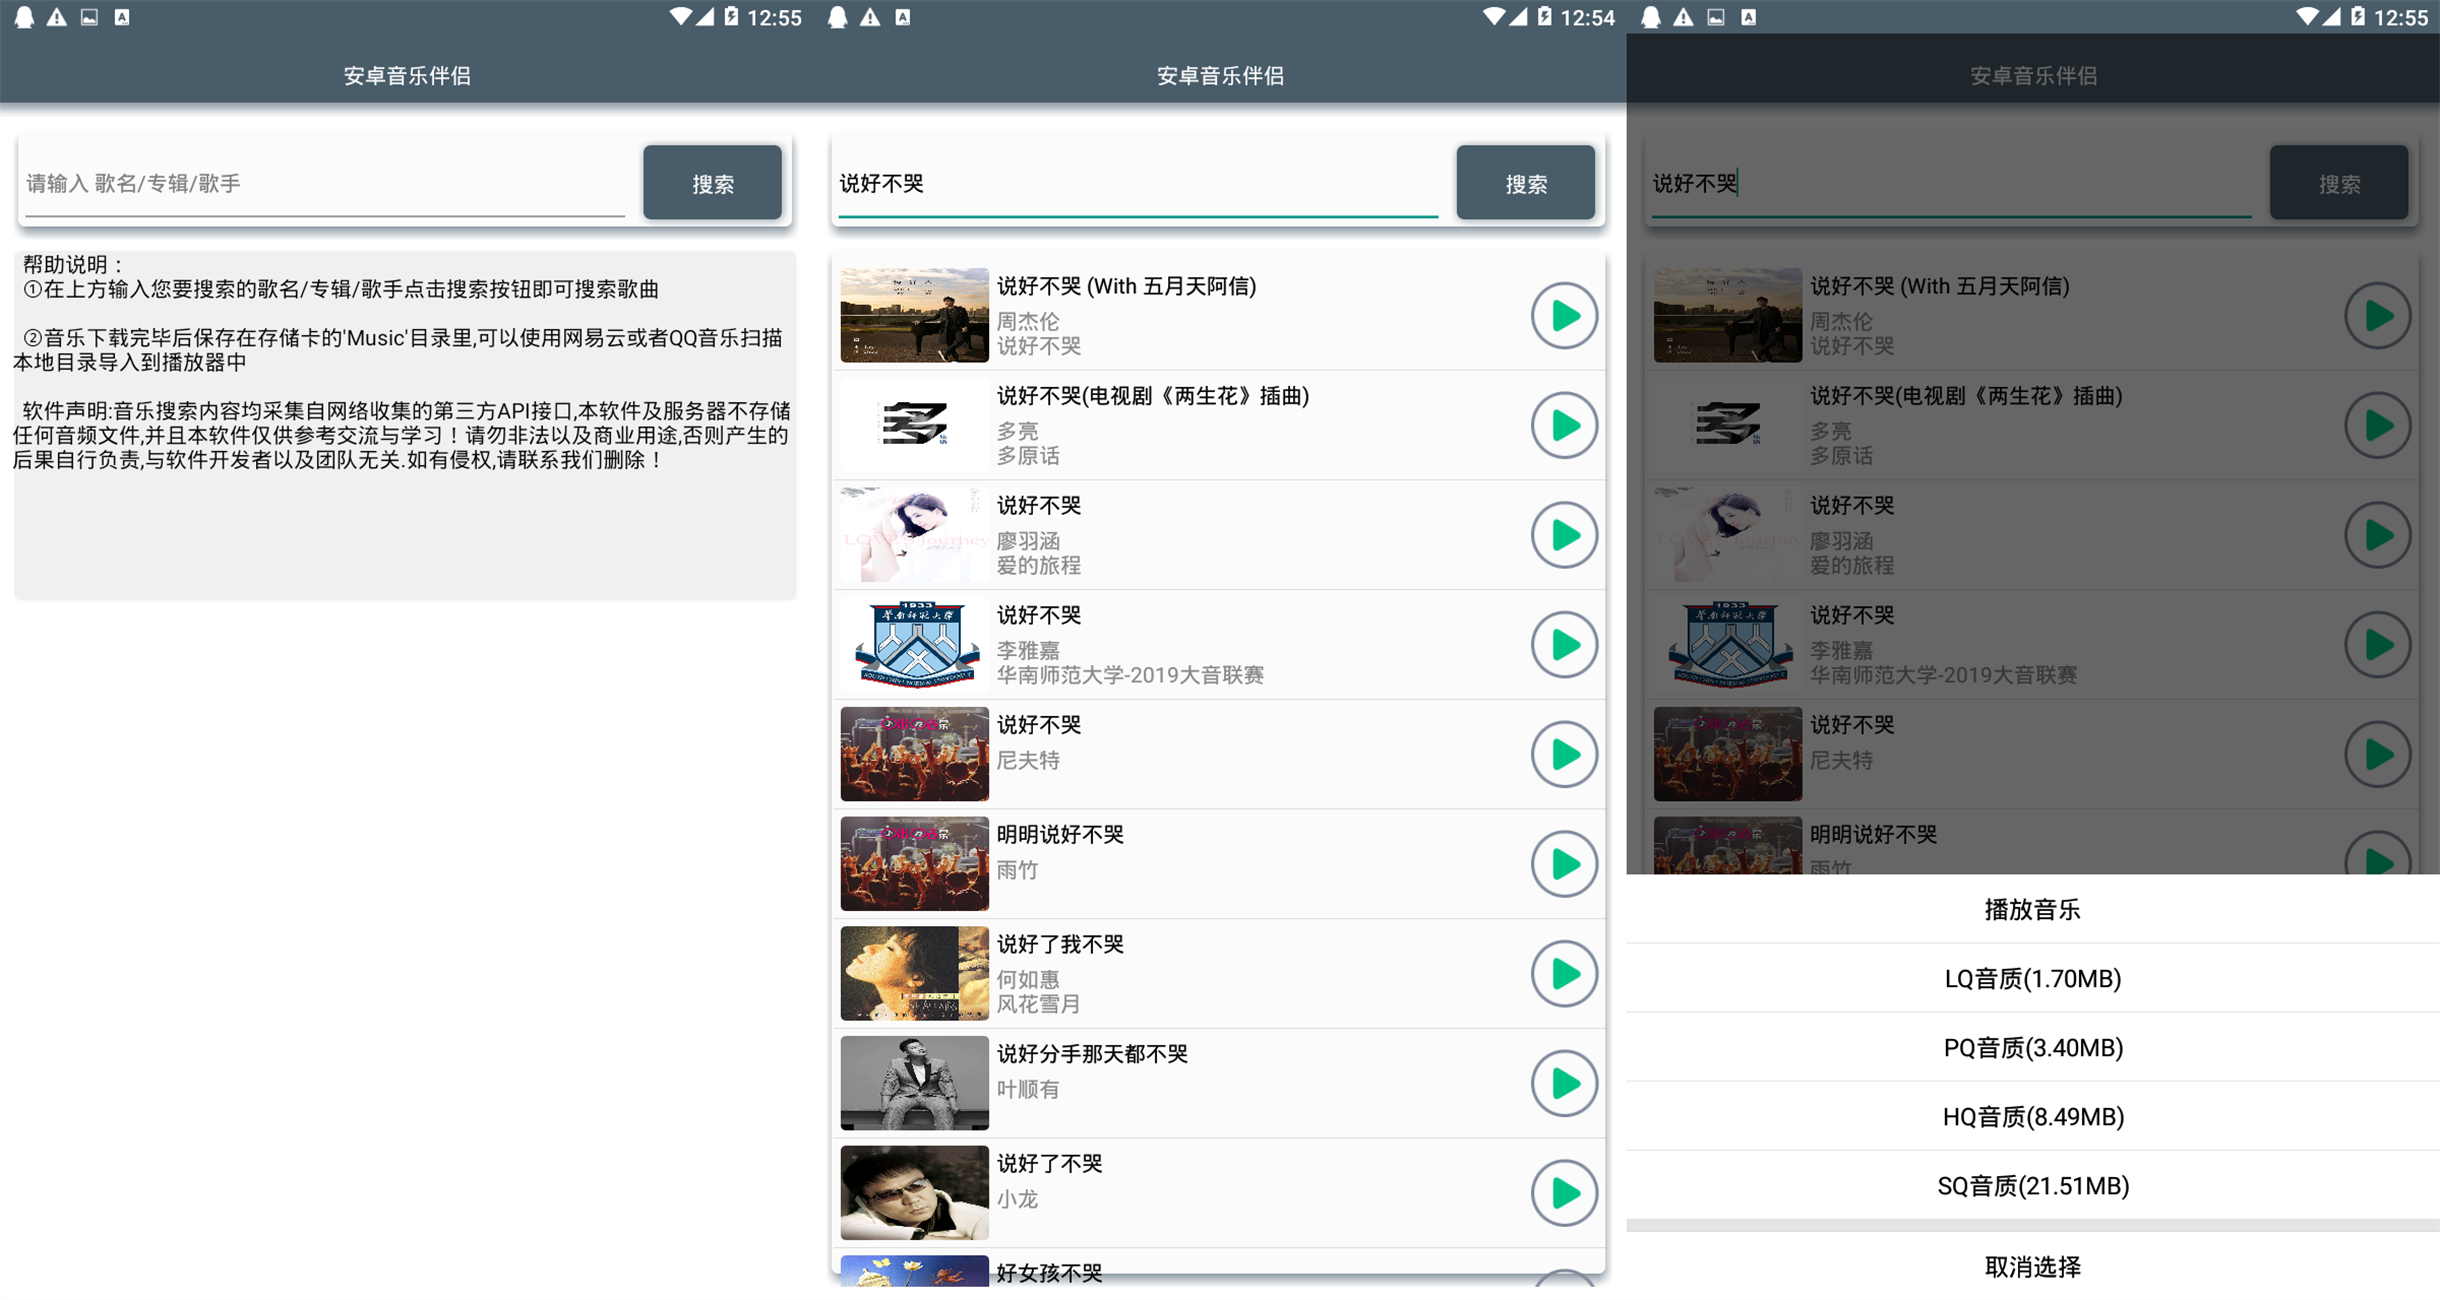 12:55
安卓音乐伴侣
请输入 歌名/专辑/歌手
搜索
帮助说明：
①在上方输入您要搜索的歌名/专辑/歌手点击搜索按钮即可搜索歌曲
②音乐下载完毕后保存在存储卡的'Music'目录里,可以使用网易云或者QQ音乐扫描
本地目录导入到播放器中
软件声明:音乐搜索内容均采集自网络收集的第三方API接口,本软件及服务器不存储
任何音频文件,并且本软件仅供参考交流与学习！请勿非法以及商业用途,否则产生的
后果自行负责,与软件开发者以及团队无关.如有侵权,请联系我们删除！
12:54
安卓音乐伴侣
说好不哭
搜索
说好不哭 (With 五月天阿信)
周杰伦
说好不哭
说好不哭(电视剧《两生花》插曲)
多亮
多原话
说好不哭
廖羽涵
爱的旅程
说好不哭
李雅嘉
华南师范大学-2019大音联赛
说好不哭
尼夫特
明明说好不哭
雨竹
说好了我不哭
何如惠
风花雪月
说好分手那天都不哭
叶顺有
说好了不哭
小龙
好女孩不哭
12:55
安卓音乐伴侣
说好不哭
搜索
说好不哭 (With 五月天阿信)
周杰伦
说好不哭
说好不哭(电视剧《两生花》插曲)
多亮
多原话
说好不哭
廖羽涵
爱的旅程
说好不哭
李雅嘉
华南师范大学-2019大音联赛
说好不哭
尼夫特
明明说好不哭
雨竹
播放音乐
LQ音质(1.70MB)
PQ音质(3.40MB)
HQ音质(8.49MB)
SQ音质(21.51MB)
取消选择